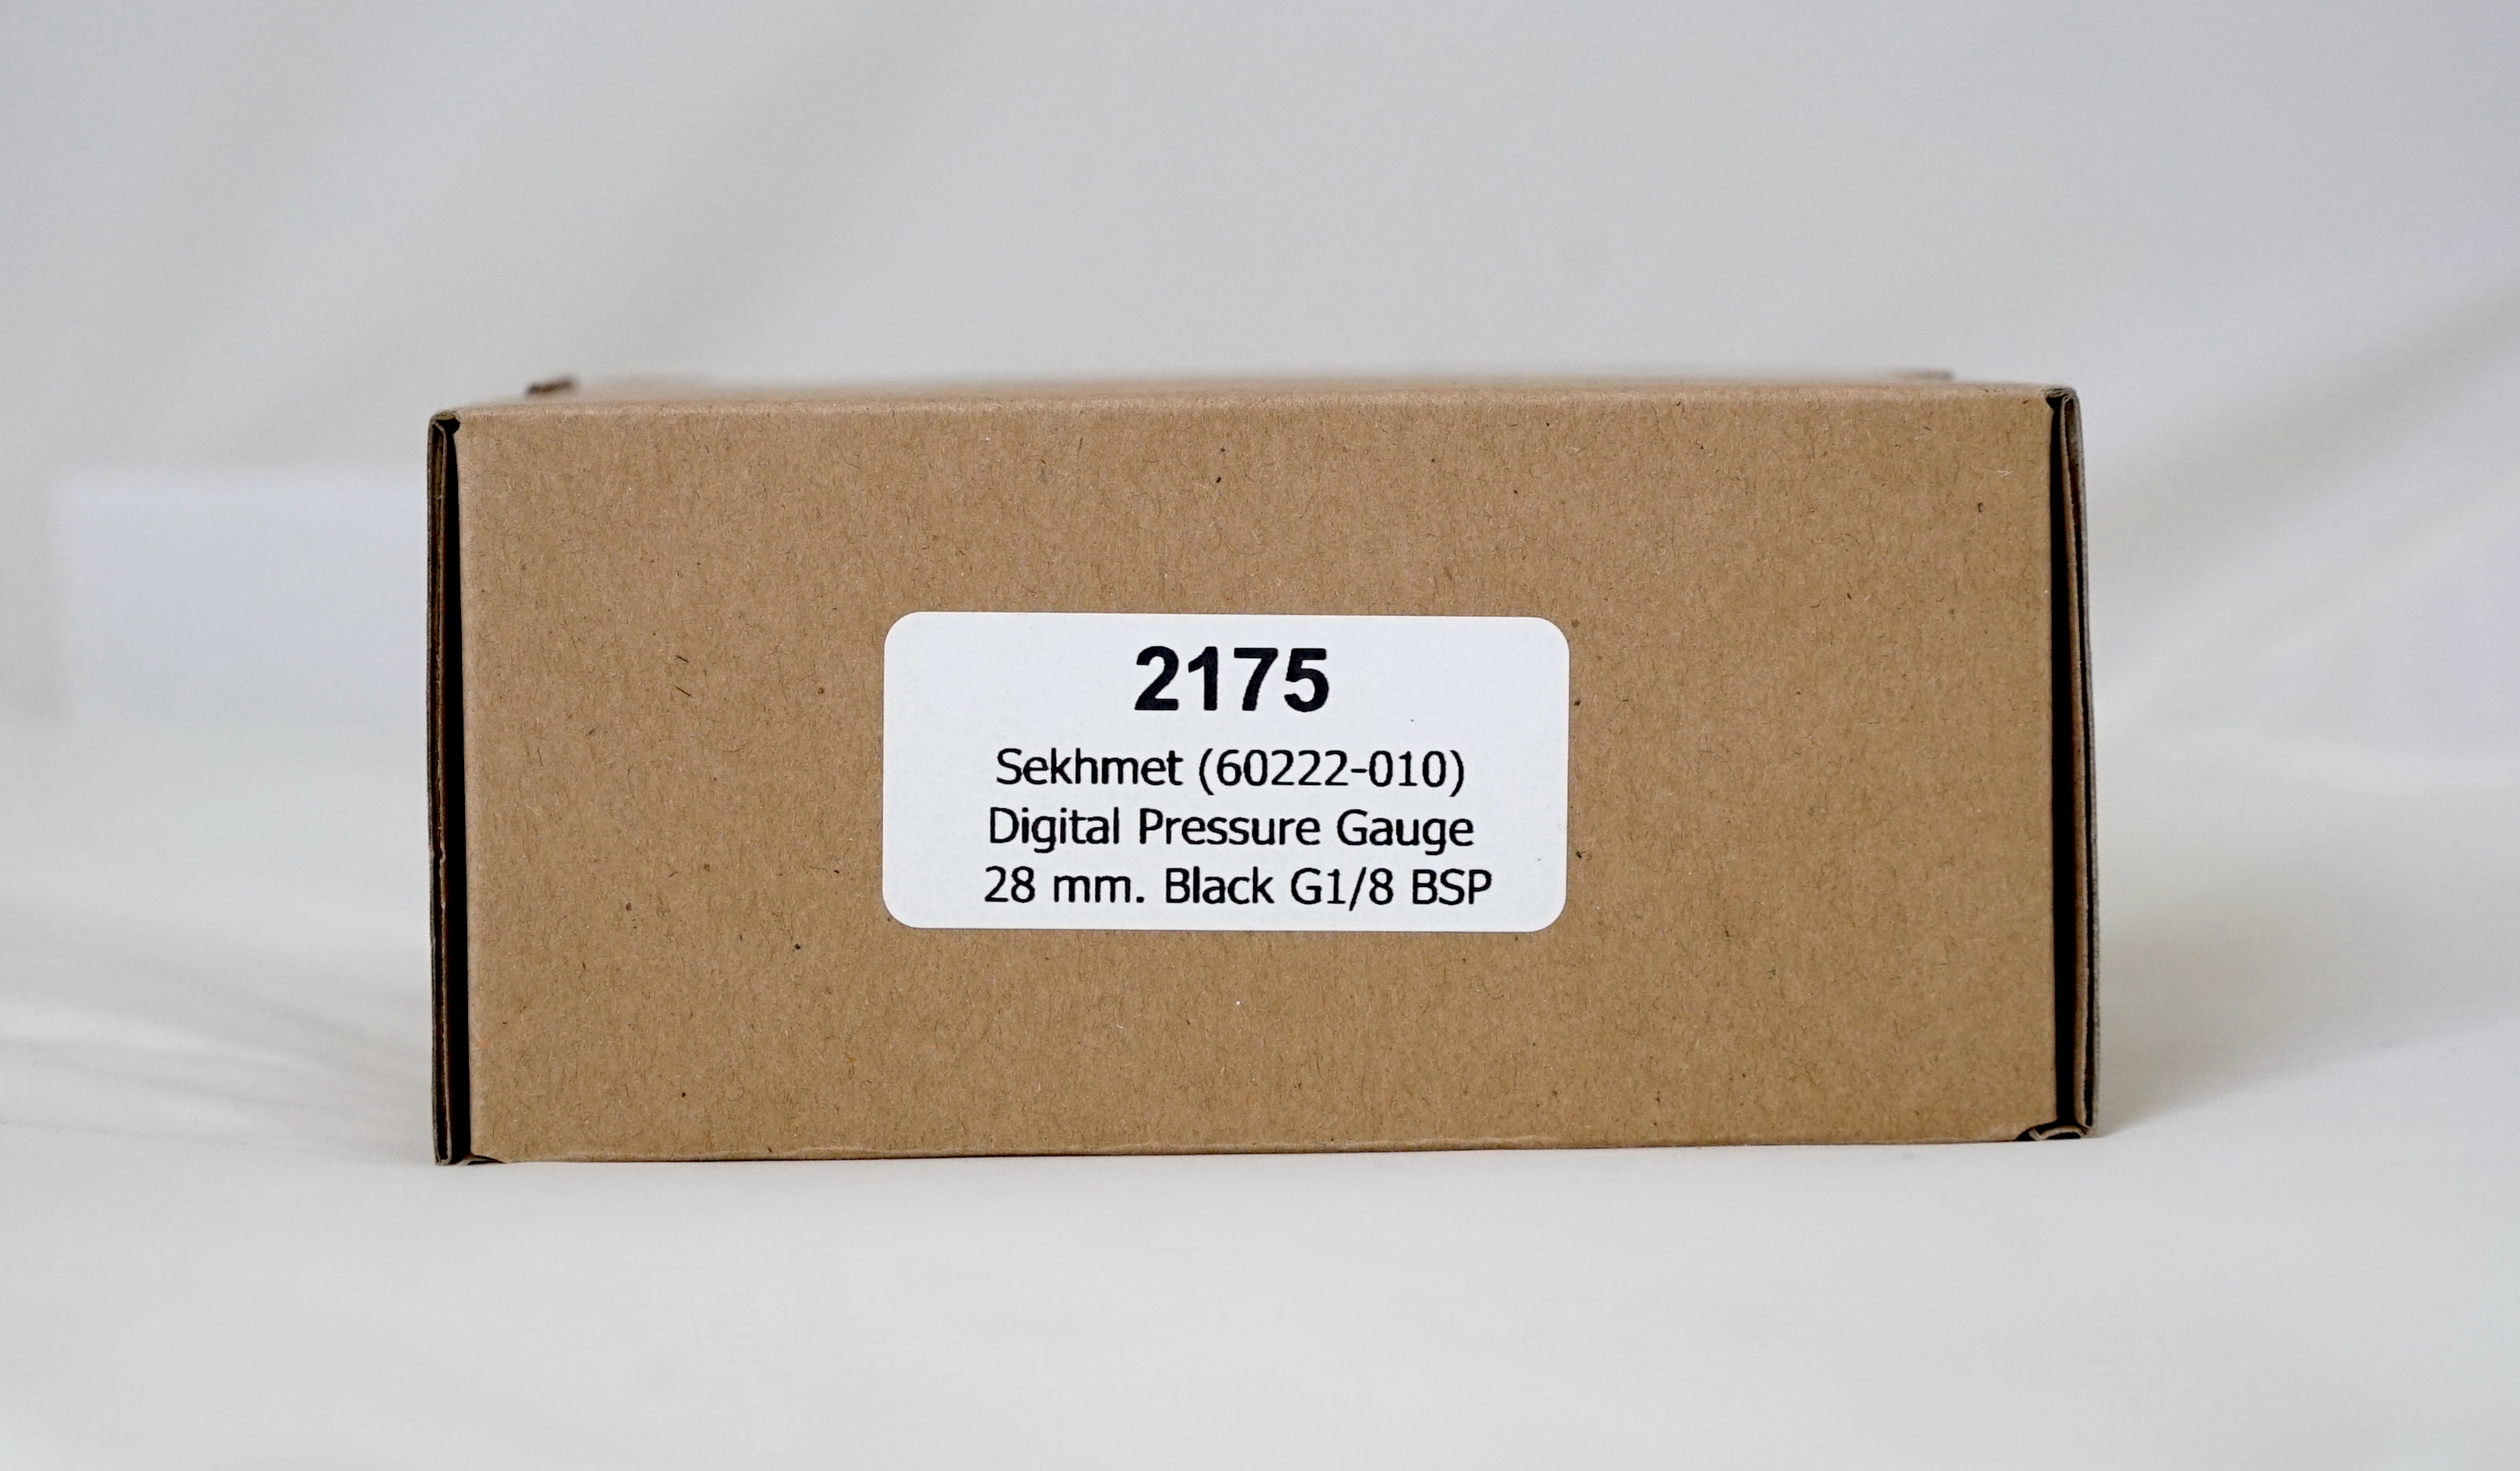 2175
Sekhmet (60222-010)
Digital Pressure Gauge
28 mm. Black G1/8 BSP